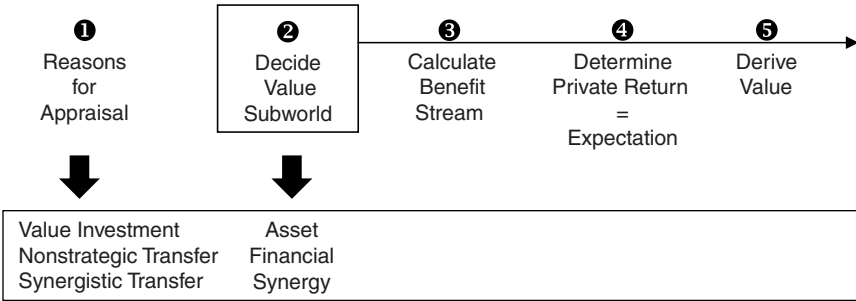 ❶
Reasons
for
Appraisal
❷
Decide
Value
Subworld
❸
Calculate
Benefit
Stream
❹
Determine
Private Return
=
Expectation
❺
Derive
Value
Value Investment
Nonstrategic Transfer
Synergistic Transfer
Asset
Financial
Synergy